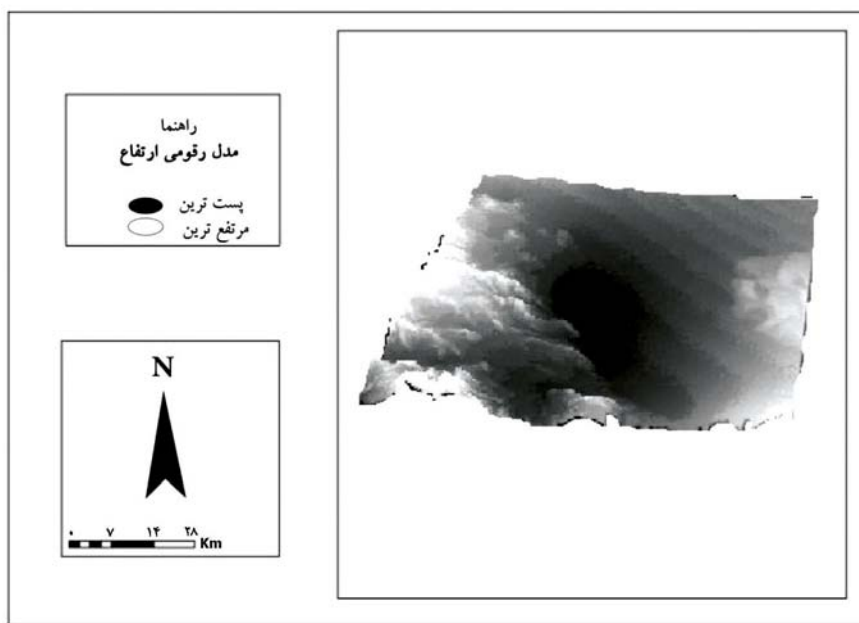 راهنما
مدل رقومی ارتفاع
پست ترین
مرتفع ترین
N
۰ ۷ ۱۴ ۲۸
Km